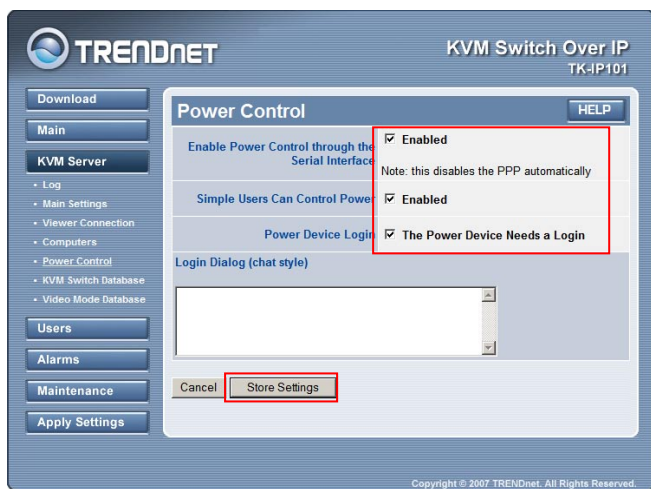 TRENDNET
KVM Switch Over IP
TK-IP101
Download
Main
KVM Server
• Log
• Main Settings
• Viewer Connection
• Computers
• Power Control
• KVM Switch Database
• Video Mode Database
Users
Alarms
Maintenance
Apply Settings
Power Control
HELP
Enable Power Control through the
Serial Interface
Enabled
Note: this disables the PPP automatically
Simple Users Can Control Power
Enabled
Power Device Login
The Power Device Needs a Login
Login Dialog (chat style)
Cancel
Store Settings
Copyright © 2007 TRENDnet. All Rights Reserved.